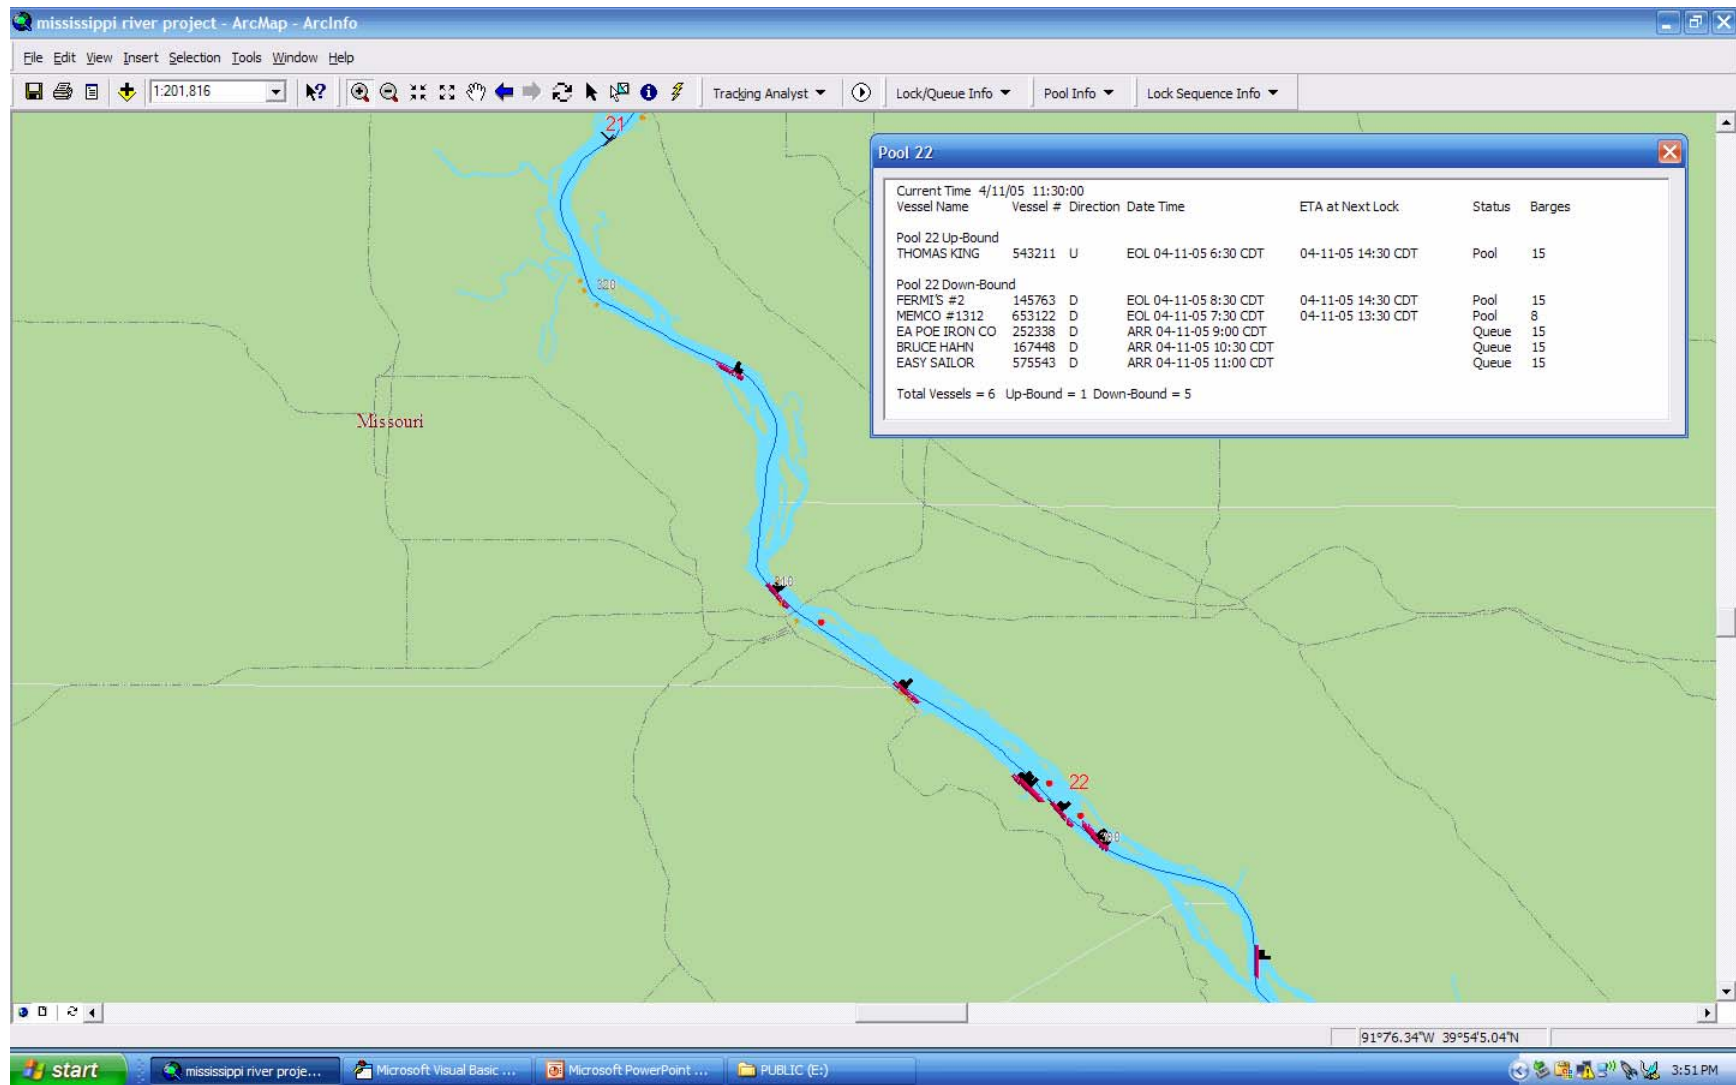 mississippi river project - ArcMap - ArcInfo
File Edit View Insert Selection Tools Window Help
1:201,816 Tracking Analyst Lock/Queue Info Pool Info Lock Sequence Info
21
Pool 22
Current Time 4/11/05 11:30:00
Vessel Name Vessel # Direction Date Time ETA at Next Lock Status Barges
Pool 22 Up-Bound
THOMAS KING 543211 U EOL 04-11-05 6:30 CDT 04-11-05 14:30 CDT Pool 15
Pool 22 Down-Bound
FERMI'S #2 145763 D EOL 04-11-05 8:30 CDT 04-11-05 14:30 CDT Pool 15
MEMCO #1312 653122 D EOL 04-11-05 7:30 CDT 04-11-05 13:30 CDT Pool 8
EA POE IRON CO 252338 D ARR 04-11-05 9:00 CDT Queue 15
BRUCE HAHN 167448 D ARR 04-11-05 10:30 CDT Queue 15
EASY SAILOR 575543 D ARR 04-11-05 11:00 CDT Queue 15
Total Vessels = 6 Up-Bound = 1 Down-Bound = 5
320
Missouri
22
91°76.34"W 39°54'5.04"N
start mississippi river proje... Microsoft Visual Basic ... Microsoft PowerPoint ... PUBLIC (E:) 3:51 PM